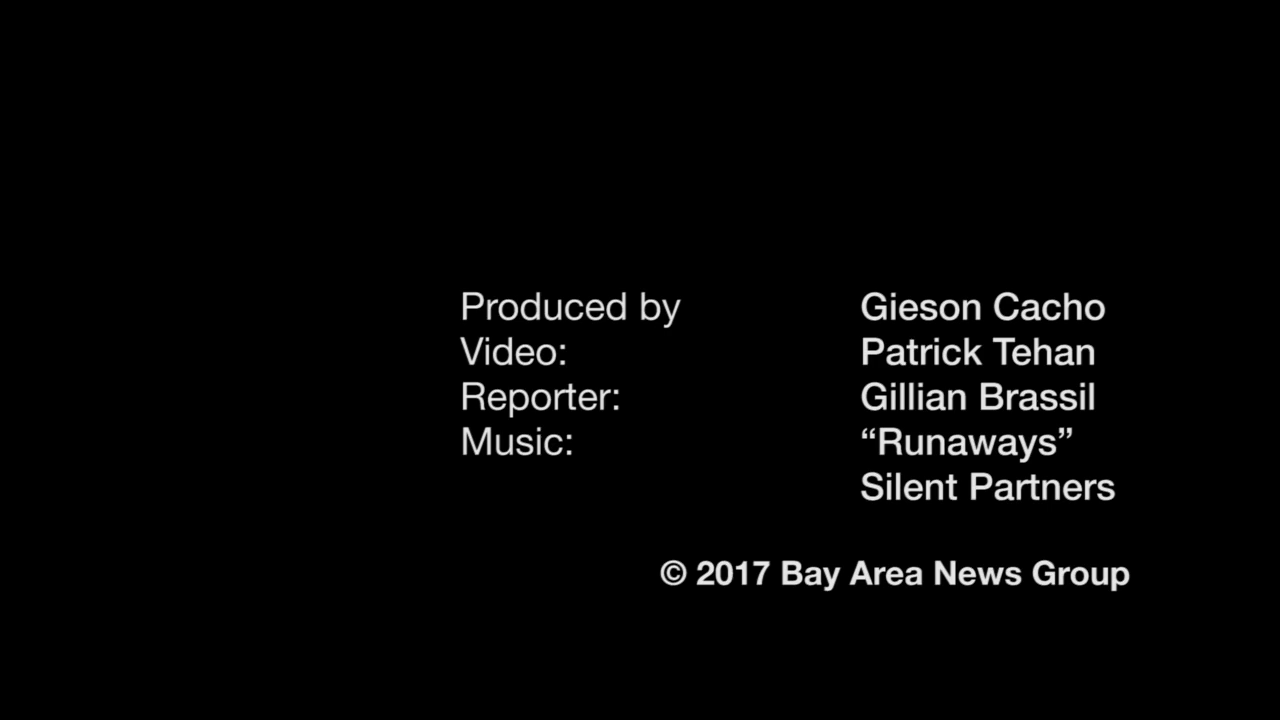 Produced by Gieson Cacho
Video: Patrick Tehan
Reporter: Gillian Brassil
Music: “Runaways”
Silent Partners
© 2017 Bay Area News Group